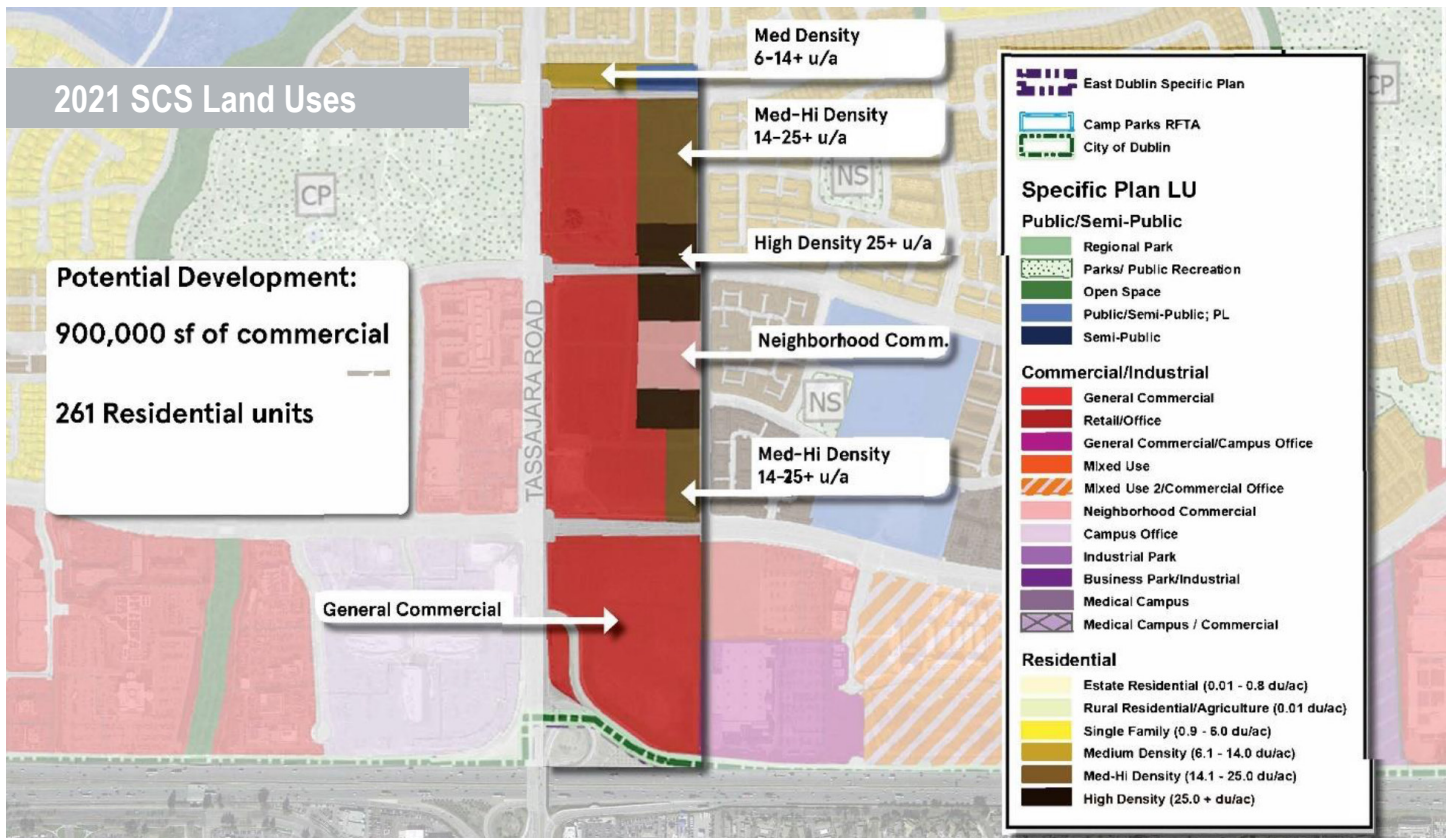 2021 SCS Land Uses
Potential Development:
900,000 sf of commercial
261 Residential units
CP
TASSAJARA ROAD
Med Density
6-14+ u/a
Med-Hi Density
14-25+ u/a
High Density 25+ u/a
Neighborhood Comm.
Med-Hi Density
14-25+ u/a
General Commercial
NS
NS
CP
East Dublin Specific Plan
Camp Parks RFTA
City of Dublin
Specific Plan LU
Public/Semi-Public
Regional Park
Parks/ Public Recreation
Open Space
Public/Semi-Public; PL
Semi-Public
Commercial/Industrial
General Commercial
Retail/Office
General Commercial/Campus Office
Mixed Use
Mixed Use 2/Commercial Office
Neighborhood Commercial
Campus Office
Industrial Park
Business Park/Industrial
Medical Campus
Medical Campus / Commercial
Residential
Estate Residential (0.01 - 0.8 du/ac)
Rural Residential/Agriculture (0.01 du/ac)
Single Family (0.9 - 6.0 du/ac)
Medium Density (6.1 - 14.0 du/ac)
Med-Hi Density (14.1 - 25.0 du/ac)
High Density (25.0 + du/ac)